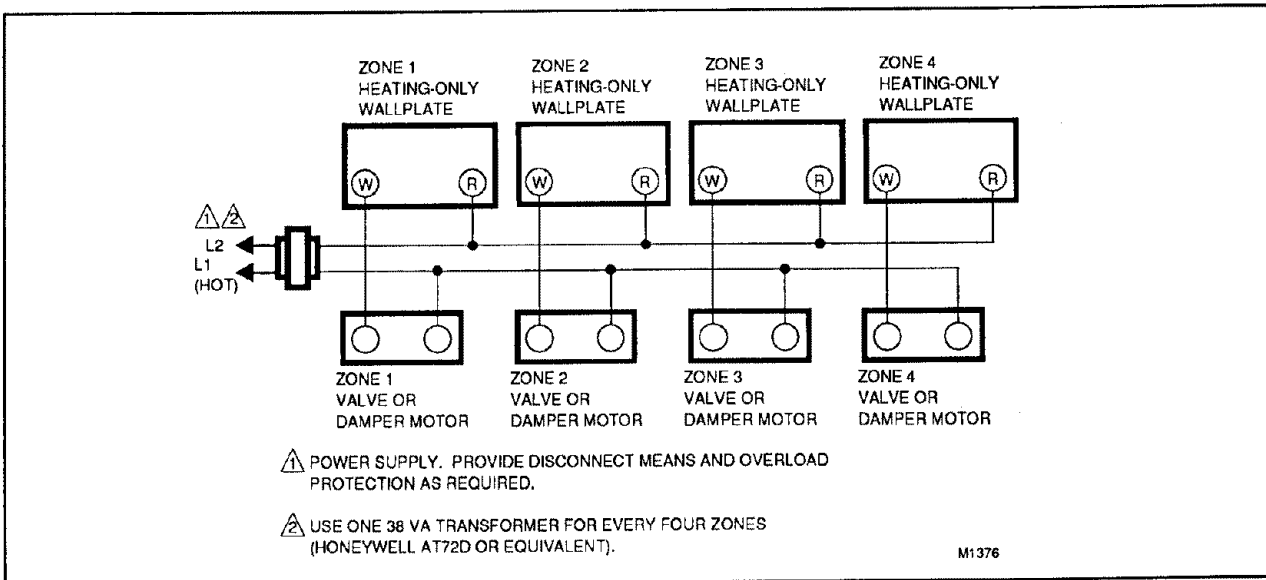 ZONE 1
HEATING-ONLY
WALLPLATE
ZONE 2
HEATING-ONLY
WALLPLATE
ZONE 3
HEATING-ONLY
WALLPLATE
ZONE 4
HEATING-ONLY
WALLPLATE
W
R
W
R
W
R
W
R
1 2
L2
L1
(HOT)
ZONE 1
VALVE OR
DAMPER MOTOR
ZONE 2
VALVE OR
DAMPER MOTOR
ZONE 3
VALVE OR
DAMPER MOTOR
ZONE 4
VALVE OR
DAMPER MOTOR
1 POWER SUPPLY. PROVIDE DISCONNECT MEANS AND OVERLOAD
PROTECTION AS REQUIRED.
2 USE ONE 38 VA TRANSFORMER FOR EVERY FOUR ZONES
(HONEYWELL AT72D OR EQUIVALENT).
M1376